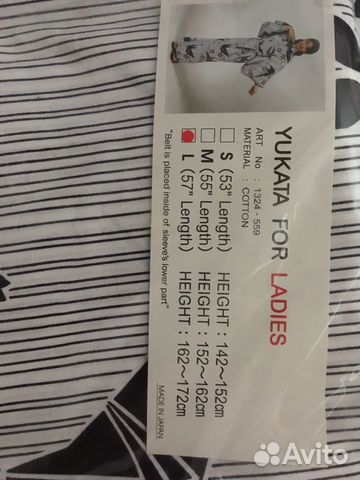 YUKATA FOR LADIES
ART No : 1324-559
MATERIAL : COTTON
S (53" Length) HEIGHT : 142~152cm
M (55" Length) HEIGHT : 152~162cm
L (57" Length) HEIGHT : 162~172cm
"Belt is placed inside of sleeve's lower part"
MADE IN JAPAN
Avito